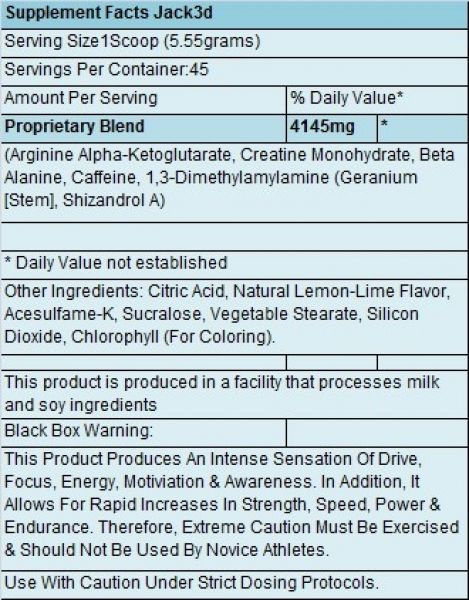 Supplement Facts Jack3d
Serving Size1Scoop (5.55grams)
Servings Per Container:45
Amount Per Serving % Daily Value*
Proprietary Blend 4145mg *
(Arginine Alpha-Ketoglutarate, Creatine Monohydrate, Beta
Alanine, Caffeine, 1,3-Dimethylamylamine (Geranium
[Stem], Shizandrol A)
* Daily Value not established
Other Ingredients: Citric Acid, Natural Lemon-Lime Flavor,
Acesulfame-K, Sucralose, Vegetable Stearate, Silicon
Dioxide, Chlorophyll (For Coloring).
This product is produced in a facility that processes milk
and soy ingredients
Black Box Warning:
This Product Produces An Intense Sensation Of Drive,
Focus, Energy, Motiviation & Awareness. In Addition, It
Allows For Rapid Increases In Strength, Speed, Power &
Endurance. Therefore, Extreme Caution Must Be Exercised
& Should Not Be Used By Novice Athletes.
Use With Caution Under Strict Dosing Protocols.